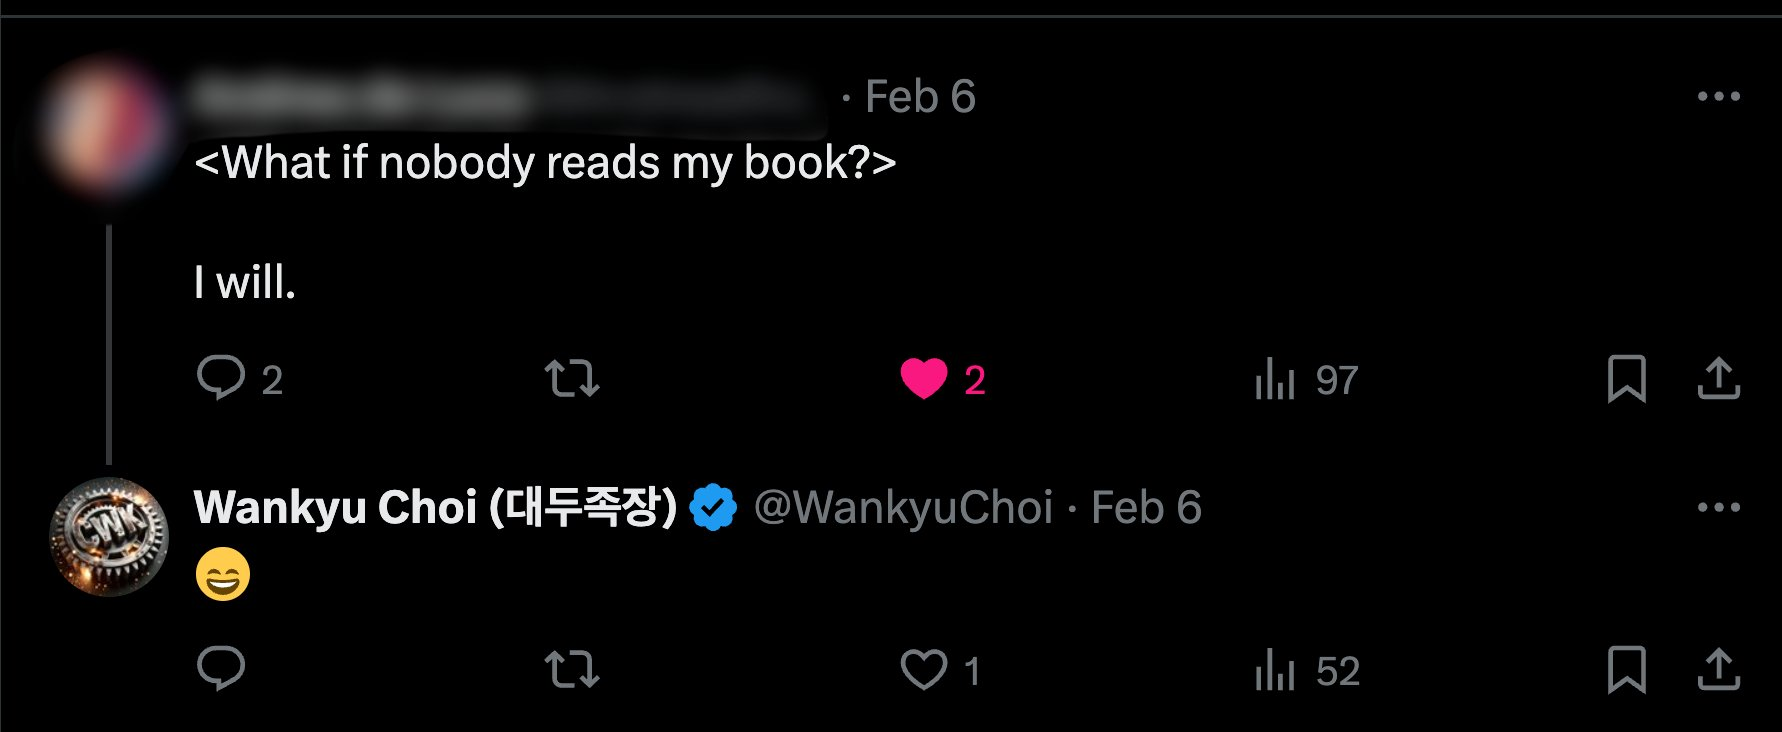 · Feb 6
<What if nobody reads my book?>
I will.
2 2 97
Wankyu Choi (대두족장) @WankyuChoi · Feb 6
CWK
1 52